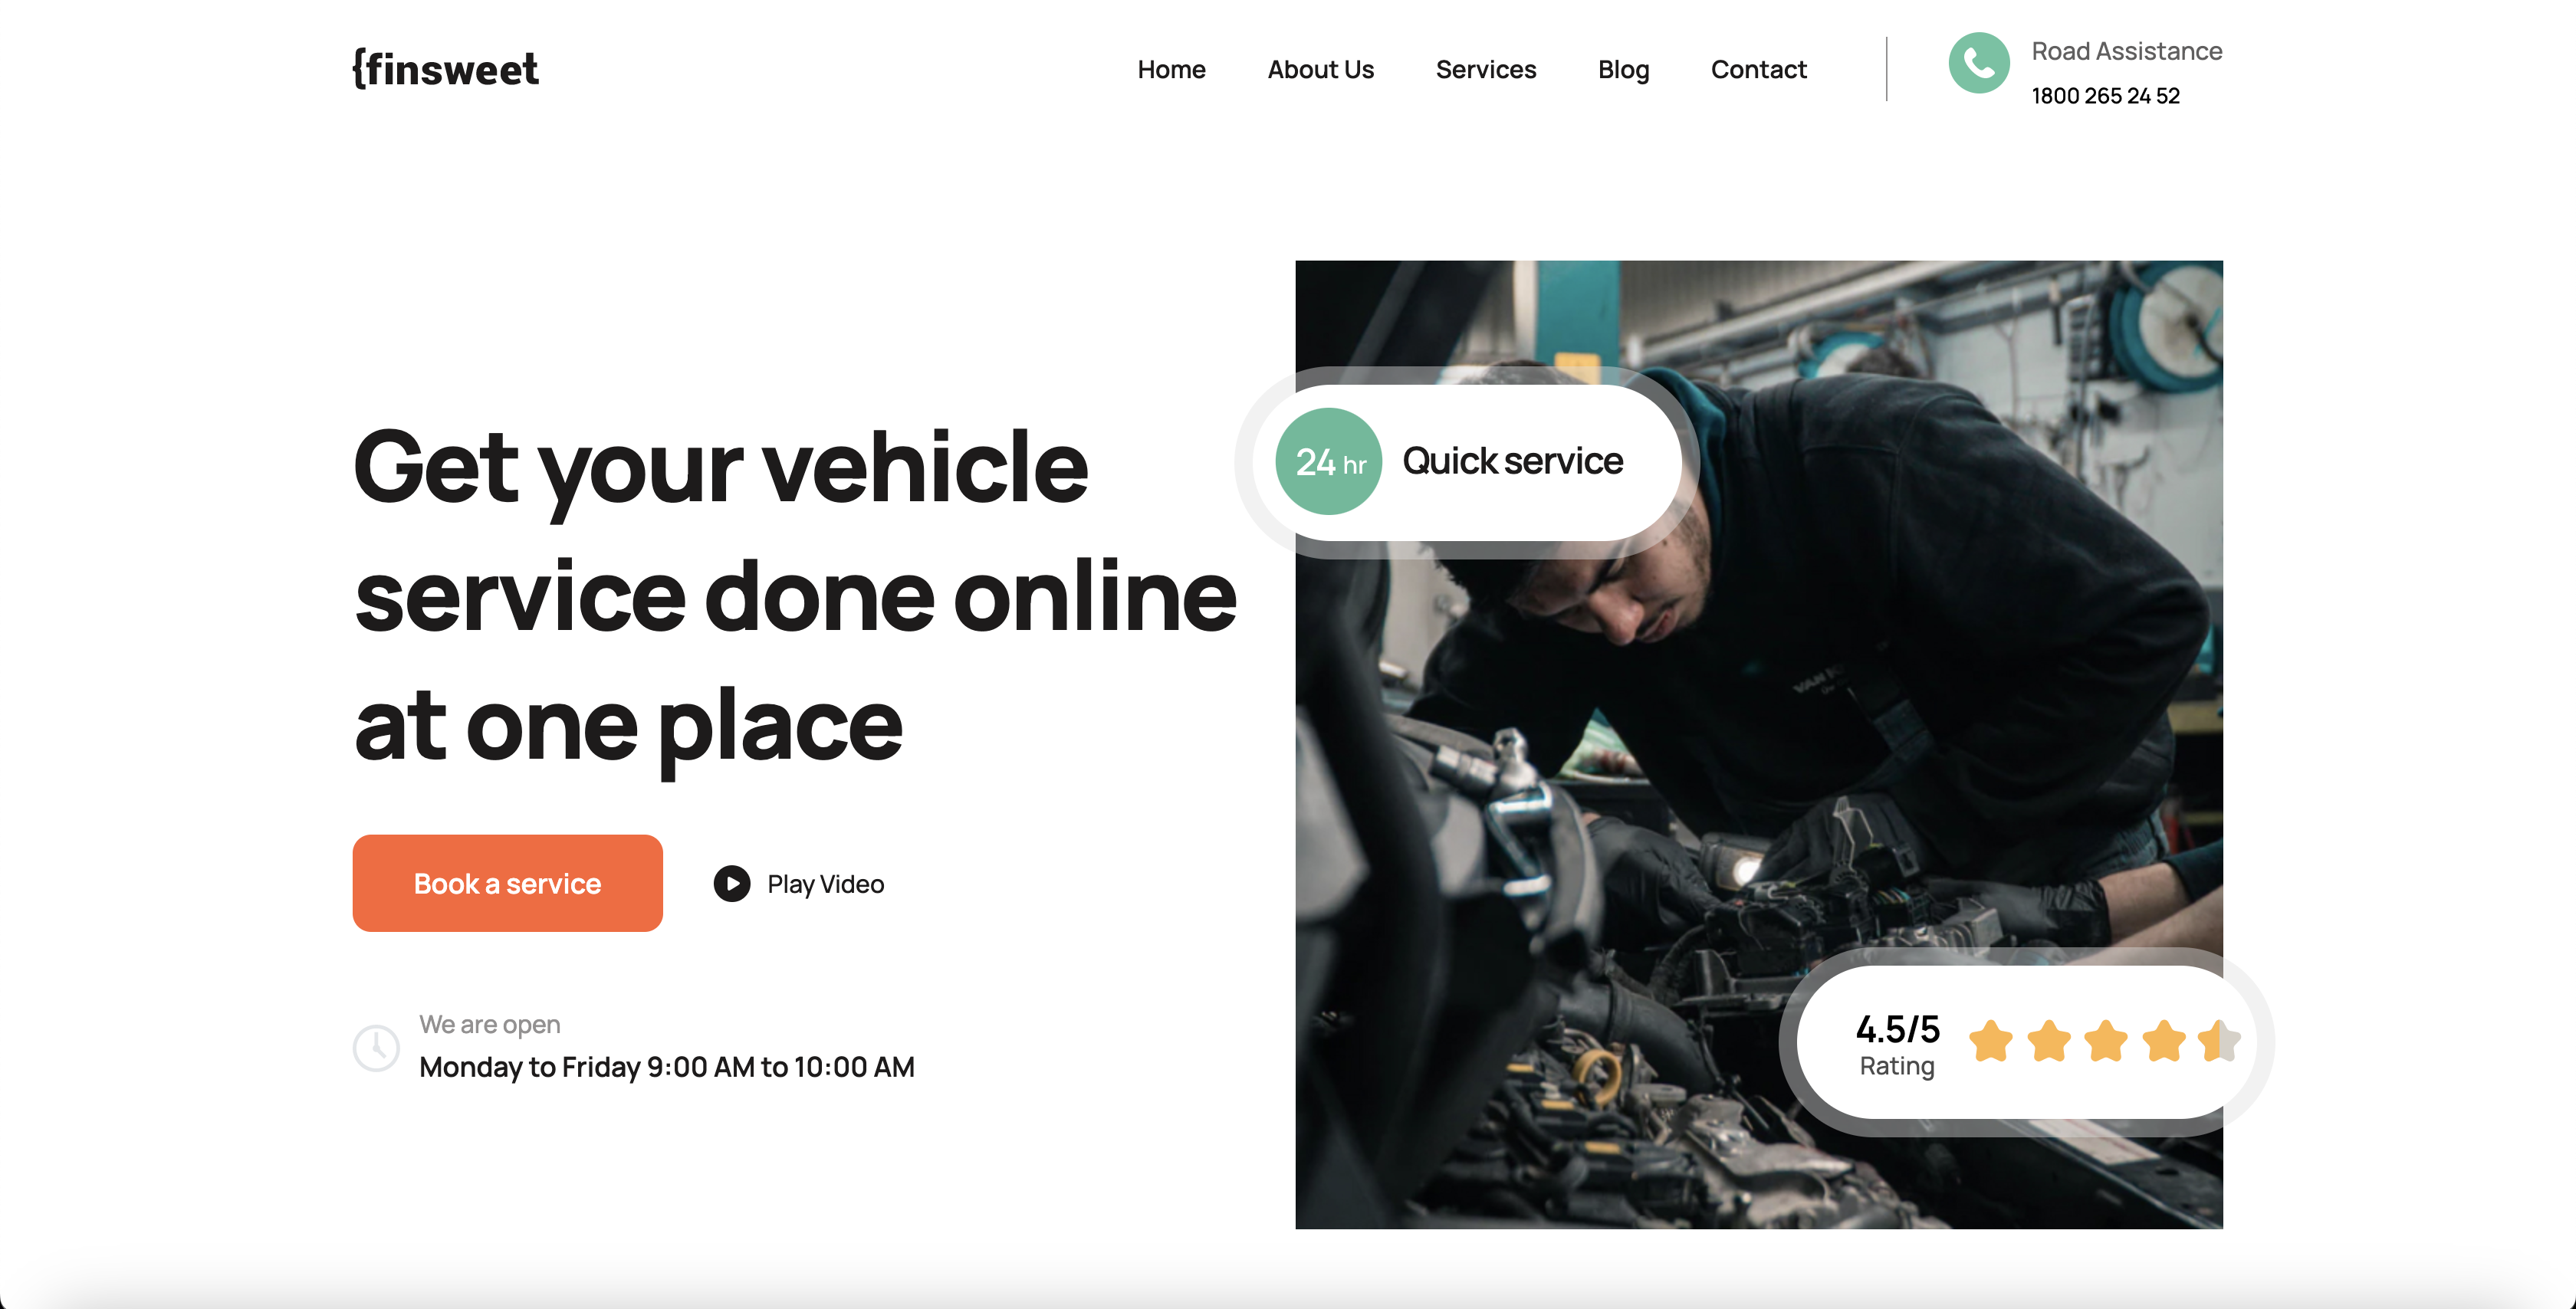 {finsweet
Home
About Us
Services
Blog
Contact
Road Assistance
1800 265 24 52
Get your vehicle
service done online
at one place
24 hr
Quick service
Book a service
Play Video
We are open
Monday to Friday 9:00 AM to 10:00 AM
4.5/5
Rating